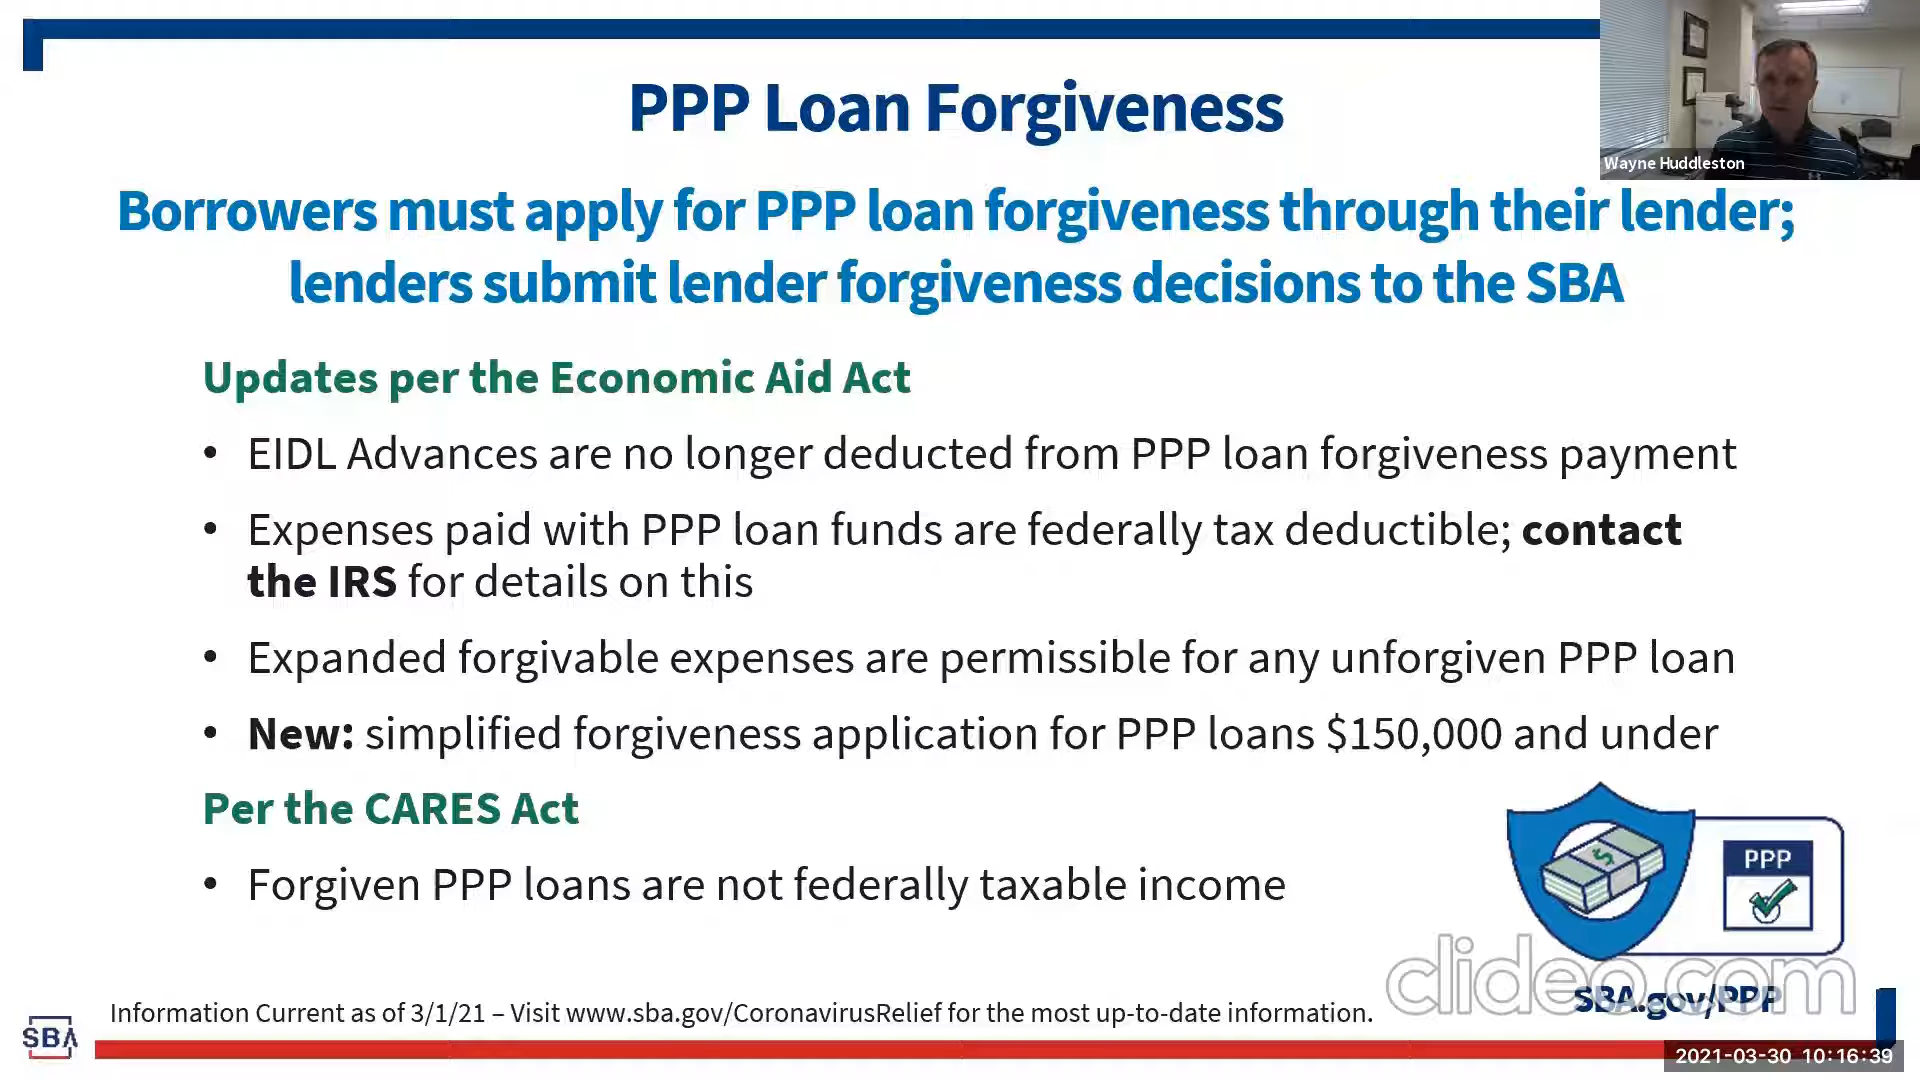 PPP Loan Forgiveness
Wayne Huddleston
Borrowers must apply for PPP loan forgiveness through their lender;
lenders submit lender forgiveness decisions to the SBA
Updates per the Economic Aid Act
• EIDL Advances are no longer deducted from PPP loan forgiveness payment
• Expenses paid with PPP loan funds are federally tax deductible; contact
the IRS for details on this
• Expanded forgivable expenses are permissible for any unforgiven PPP loan
• New: simplified forgiveness application for PPP loans $150,000 and under
Per the CARES Act
• Forgiven PPP loans are not federally taxable income
$
PPP
clideo.com
SBA.gov/PPP
Information Current as of 3/1/21 – Visit www.sba.gov/CoronavirusRelief for the most up-to-date information.
SBA
2021-03-30 10:16:39